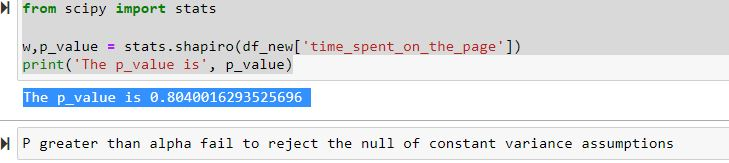 from scipy import stats
w,p_value = stats.shapiro(df_new['time_spent_on_the_page'])
print('The p_value is', p_value)
The p_value is 0.8040016293525696
P greater than alpha fail to reject the null of constant variance assumptions